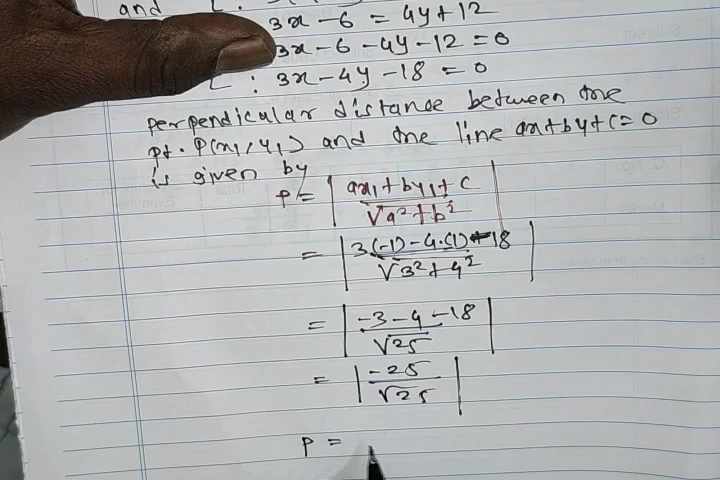 and L :
3x - 6 = 4y + 12
3x - 6 - 4y - 12 = 0
L : 3x - 4y - 18 = 0
perpendicular distance between the
pt. P(x1, y1) and the line ax+by+c=0
is given by
P = | ax1 + by1 + c / √a² + b² |
= | 3(-1) - 4.(1) - 18 / √3² + 4² |
= | -3 - 4 - 18 / √25 |
= | -25 / √25 |
P =